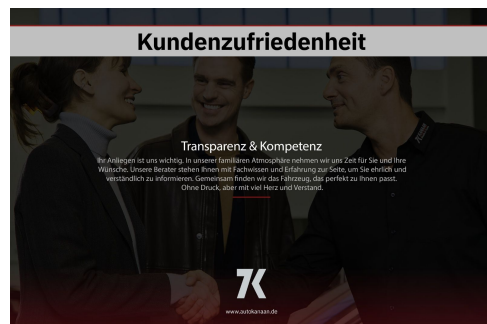 Kundenzufriedenheit
Transparenz & Kompetenz
Ihr Anliegen ist uns wichtig. In unserer familiären Atmosphäre nehmen wir uns Zeit für Sie und Ihre
Wünsche. Unsere Berater stehen Ihnen mit Fachwissen und Erfahrung zur Seite, um Sie ehrlich und
verständlich zu informieren. Gemeinsam finden wir das Fahrzeug, das perfekt zu Ihnen passt.
Ohne Druck, aber mit viel Herz und Verstand.
www.autokanaan.de